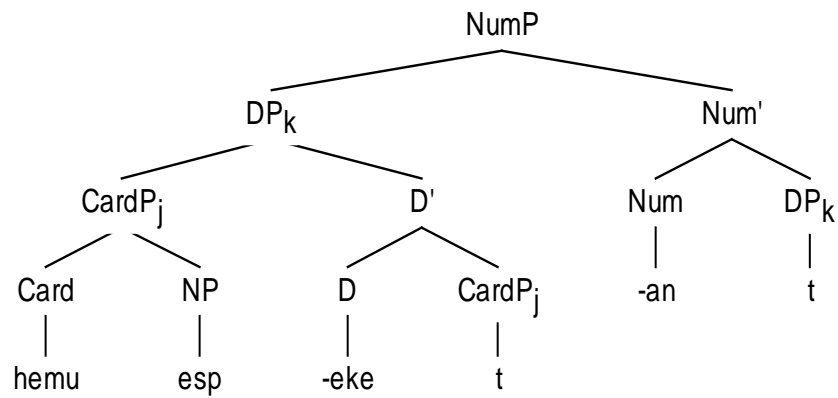 NumP
DPk Num'
CardPj D' Num DPk
Card NP D CardPj -an t
hemu esp -eke t